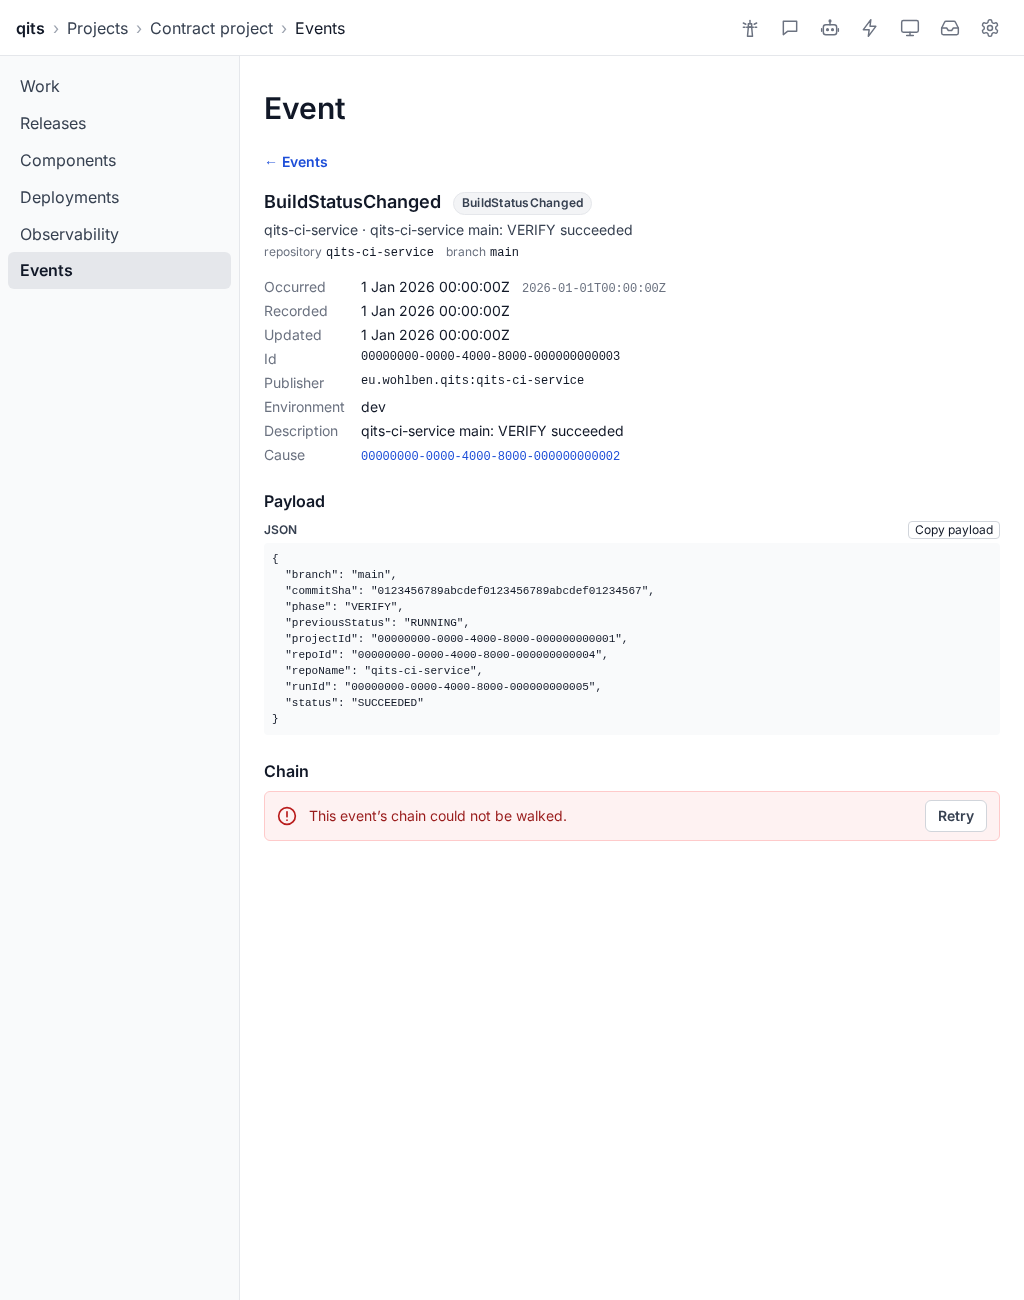 qits › Projects › Contract project › Events
Work
Releases
Components
Deployments
Observability
Events
Event
← Events
BuildStatusChanged BuildStatusChanged
qits-ci-service · qits-ci-service main: VERIFY succeeded
repository qits-ci-service branch main
Occurred 1 Jan 2026 00:00:00Z 2026-01-01T00:00:00Z
Recorded 1 Jan 2026 00:00:00Z
Updated 1 Jan 2026 00:00:00Z
Id 00000000-0000-4000-8000-000000000003
Publisher eu.wohlben.qits:qits-ci-service
Environment dev
Description qits-ci-service main: VERIFY succeeded
Cause 00000000-0000-4000-8000-000000000002
Payload
JSON Copy payload
{
  "branch": "main",
  "commitSha": "0123456789abcdef0123456789abcdef01234567",
  "phase": "VERIFY",
  "previousStatus": "RUNNING",
  "projectId": "00000000-0000-4000-8000-000000000001",
  "repoId": "00000000-0000-4000-8000-000000000004",
  "repoName": "qits-ci-service",
  "runId": "00000000-0000-4000-8000-000000000005",
  "status": "SUCCEEDED"
}
Chain
This event’s chain could not be walked. Retry